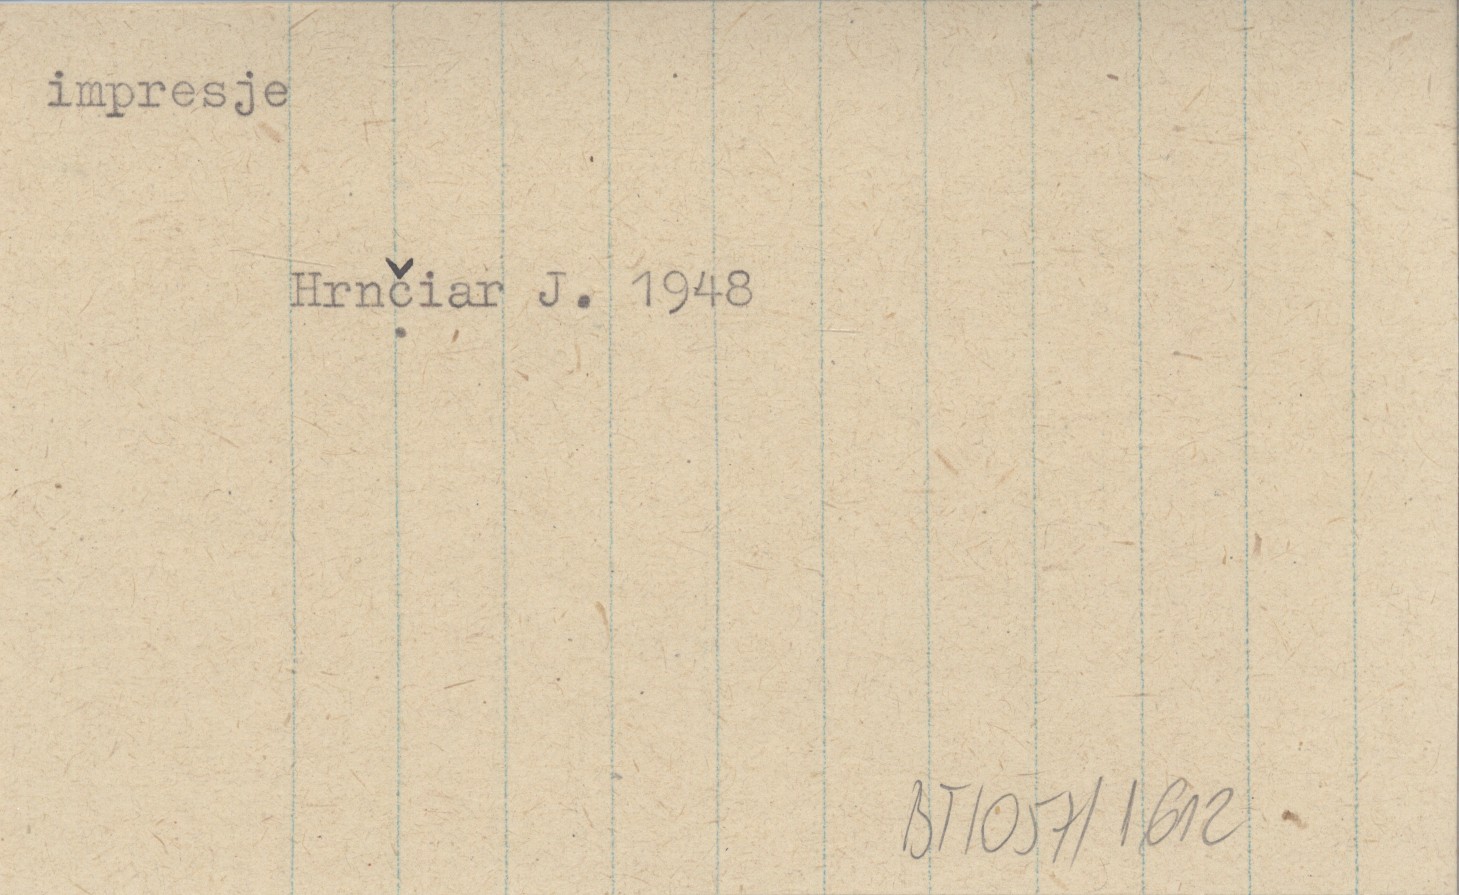 impresje
Hrnčiar J. 1948
BT1057/1612